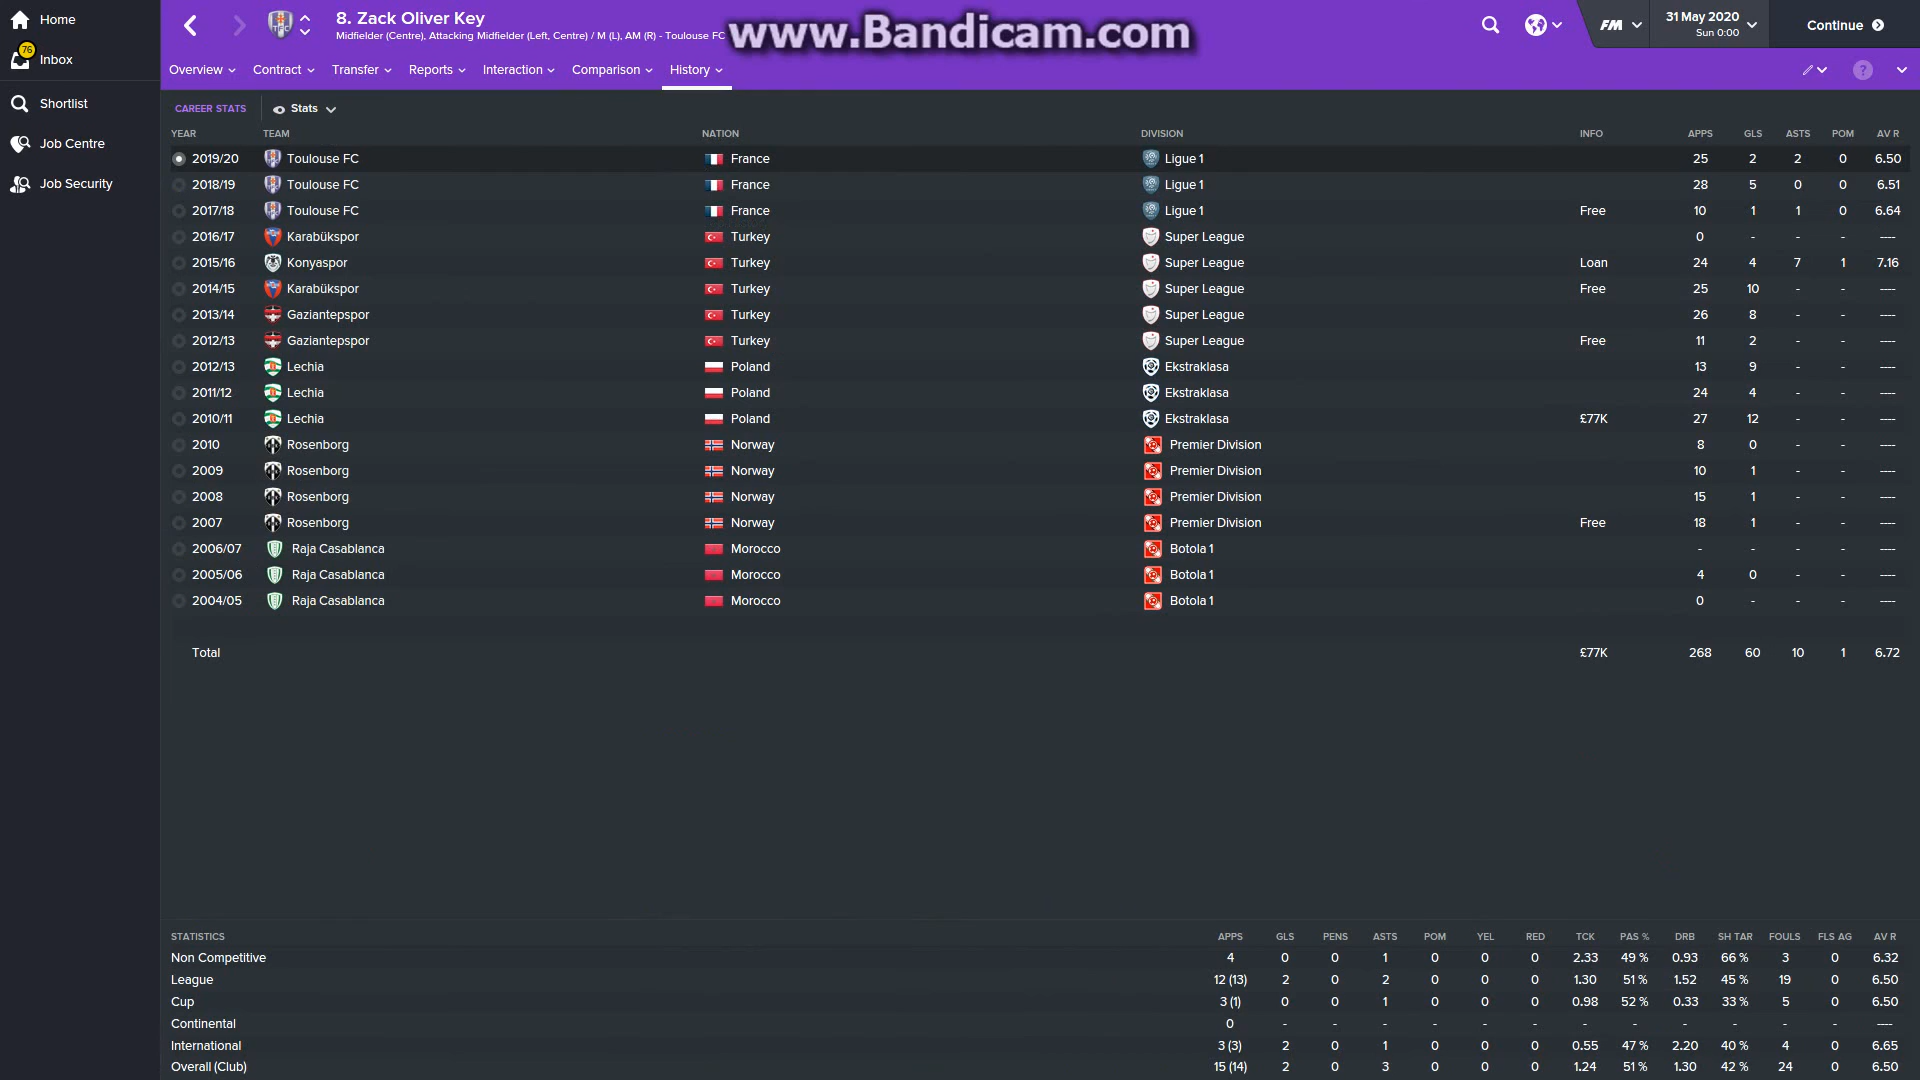 Home
76
Inbox
Shortlist
Job Centre
Job Security
8. Zack Oliver Key
Midfielder (Centre), Attacking Midfielder (Left, Centre) / M (L), AM (R) - Toulouse FC
www.Bandicam.com
FM
31 May 2020
Sun 0:00
Continue
Overview Contract Transfer Reports Interaction Comparison History
?
CAREER STATS Stats
YEAR TEAM NATION DIVISION INFO APPS GLS ASTS POM AV R
2019/20 Toulouse FC France Ligue 1 25 2 2 0 6.50
2018/19 Toulouse FC France Ligue 1 28 5 0 0 6.51
2017/18 Toulouse FC France Ligue 1 Free 10 1 1 0 6.64
2016/17 Karabükspor Turkey Super League 0 - - - ----
2015/16 Konyaspor Turkey Super League Loan 24 4 7 1 7.16
2014/15 Karabükspor Turkey Super League Free 25 10 - - ----
2013/14 Gaziantepspor Turkey Super League 26 8 - - ----
2012/13 Gaziantepspor Turkey Super League Free 11 2 - - ----
2012/13 Lechia Poland Ekstraklasa 13 9 - - ----
2011/12 Lechia Poland Ekstraklasa 24 4 - - ----
2010/11 Lechia Poland Ekstraklasa £77K 27 12 - - ----
2010 Rosenborg Norway Premier Division 8 0 - - ----
2009 Rosenborg Norway Premier Division 10 1 - - ----
2008 Rosenborg Norway Premier Division 15 1 - - ----
2007 Rosenborg Norway Premier Division Free 18 1 - - ----
2006/07 Raja Casablanca Morocco Botola 1 - - - - ----
2005/06 Raja Casablanca Morocco Botola 1 4 0 - - ----
2004/05 Raja Casablanca Morocco Botola 1 0 - - - ----
Total £77K 268 60 10 1 6.72
STATISTICS APPS GLS PENS ASTS POM YEL RED TCK PAS % DRB SH TAR FOULS FLS AG AV R
Non Competitive 4 0 0 1 0 0 0 2.33 49 % 0.93 66 % 3 0 6.32
League 12 (13) 2 0 2 0 0 0 1.30 51 % 1.52 45 % 19 0 6.50
Cup 3 (1) 0 0 1 0 0 0 0.98 52 % 0.33 33 % 5 0 6.50
Continental 0 - - - - - - - - - - - - ----
International 3 (3) 2 0 1 0 0 0 0.55 47 % 2.20 40 % 4 0 6.65
Overall (Club) 15 (14) 2 0 3 0 0 0 1.24 51 % 1.30 42 % 24 0 6.50